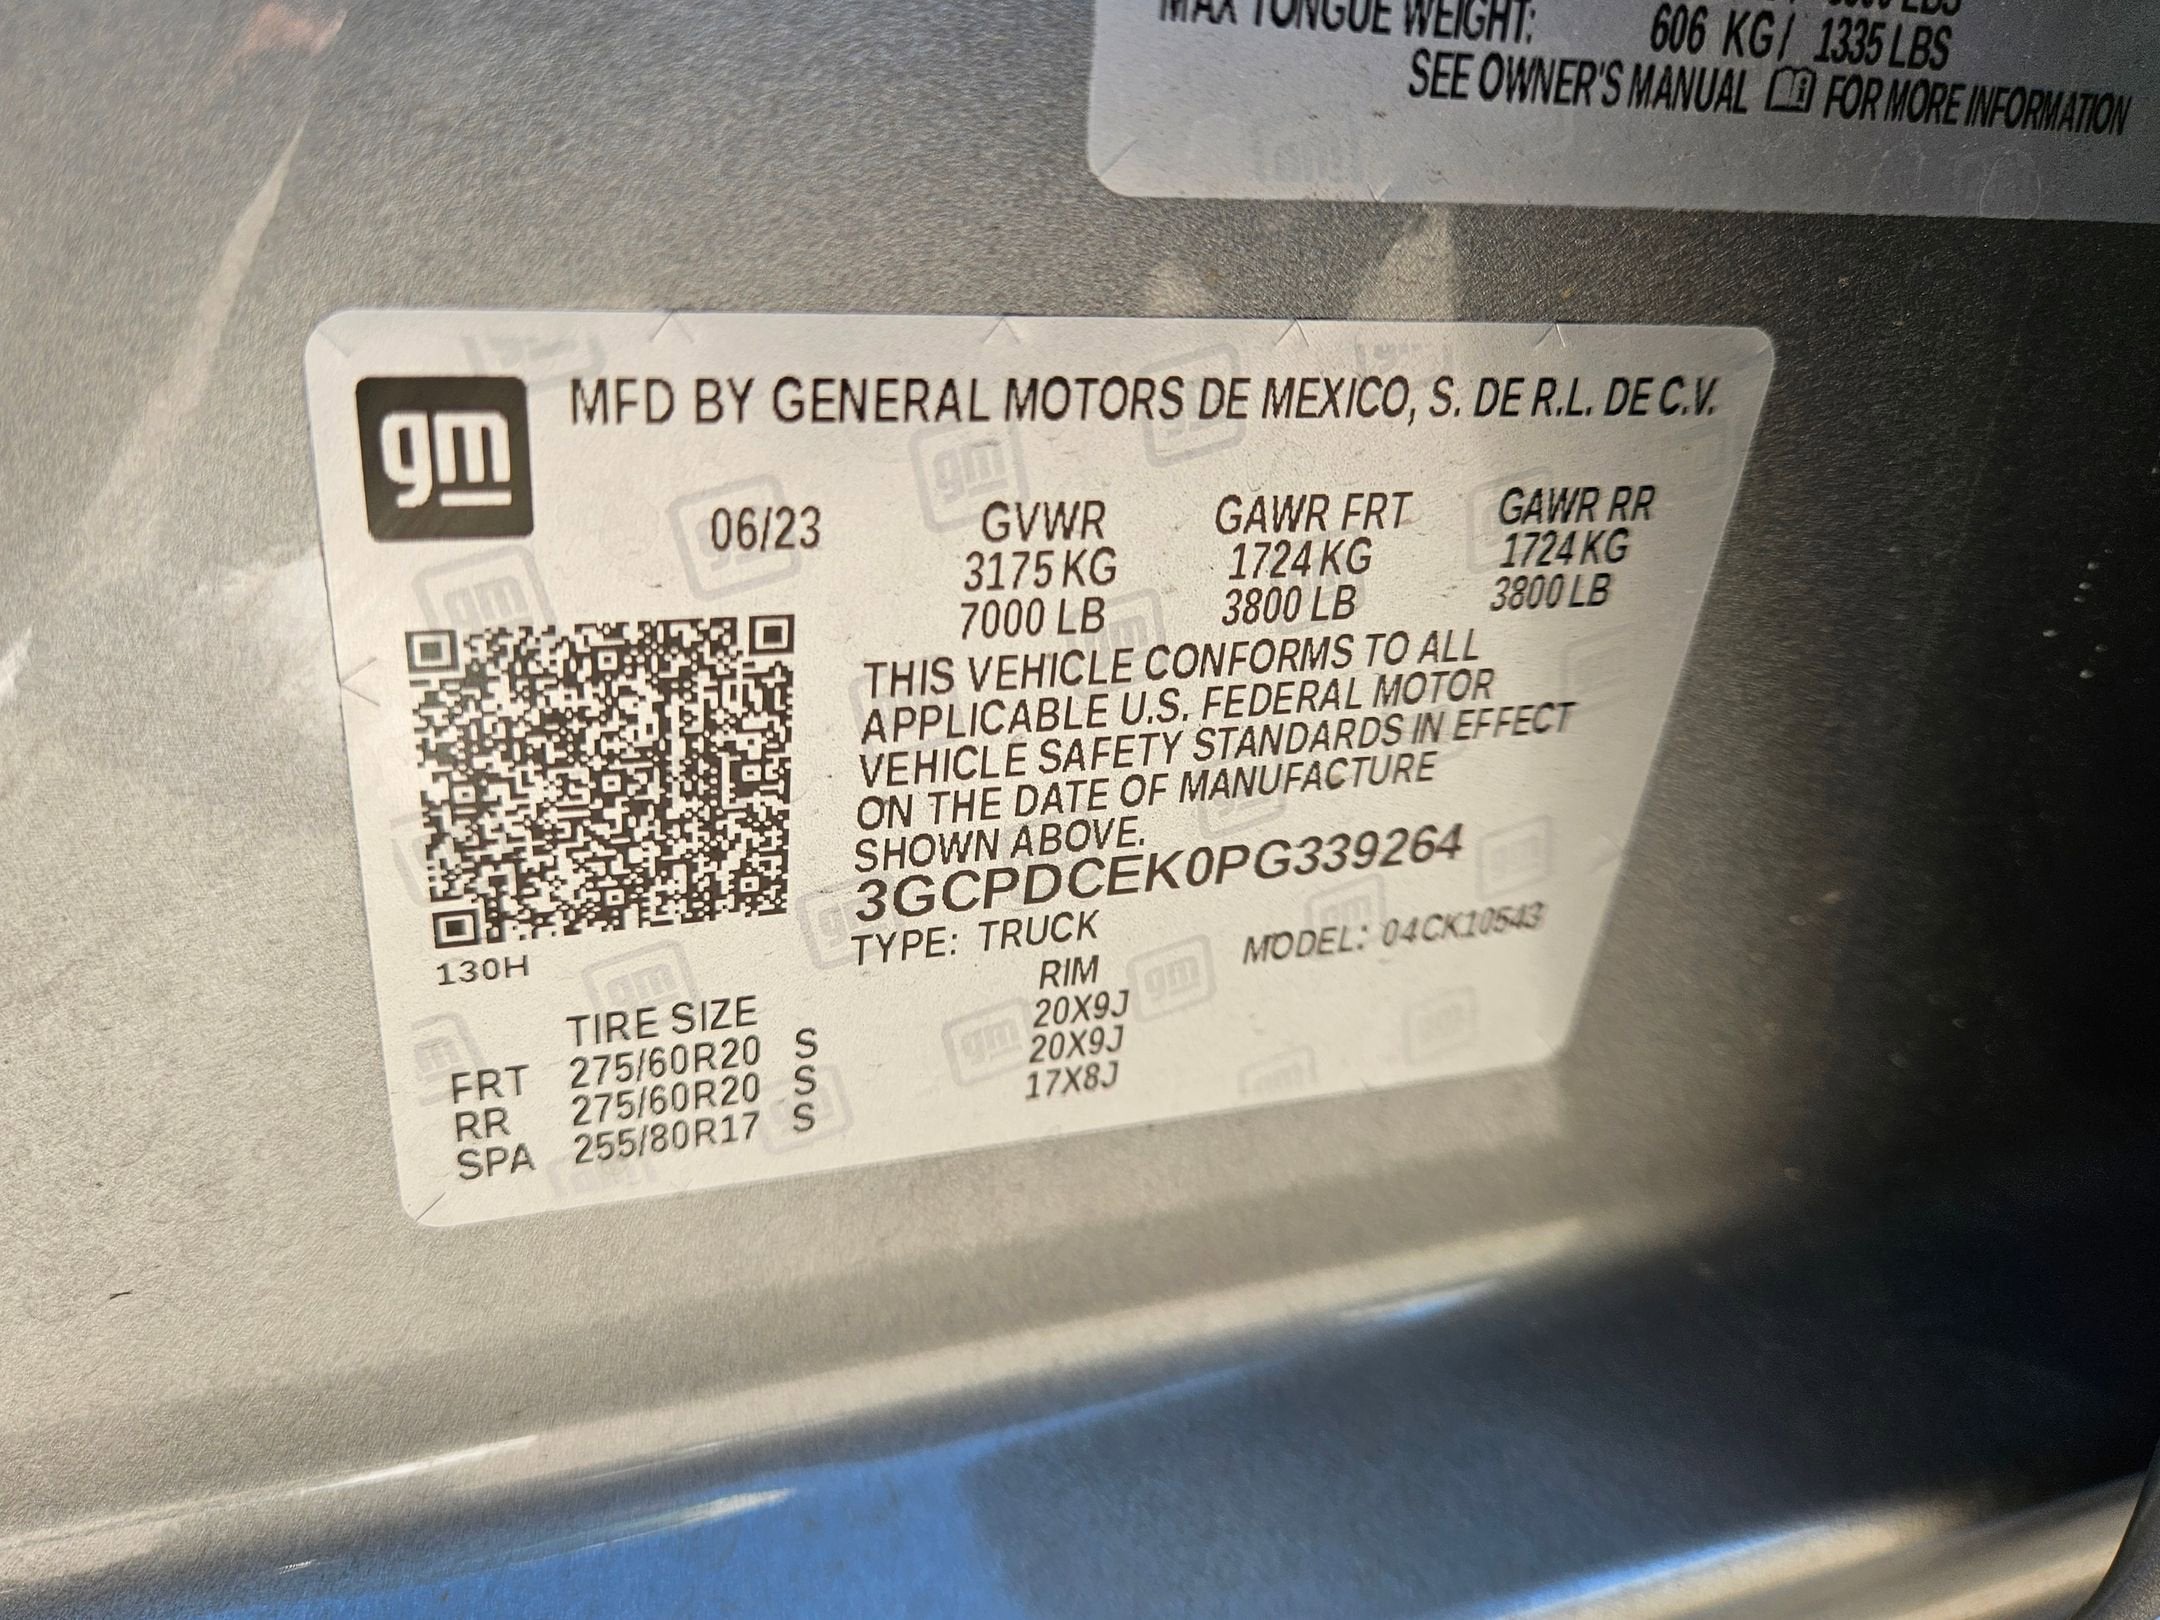 MAX TONGUE WEIGHT: 606 KG / 1335 LBS
SEE OWNER'S MANUAL FOR MORE INFORMATION
gm
MFD BY GENERAL MOTORS DE MEXICO, S. DE R.L. DE C.V.
06/23 GVWR GAWR FRT GAWR RR
3175 KG 1724 KG 1724 KG
7000 LB 3800 LB 3800 LB
THIS VEHICLE CONFORMS TO ALL
APPLICABLE U.S. FEDERAL MOTOR
VEHICLE SAFETY STANDARDS IN EFFECT
ON THE DATE OF MANUFACTURE
SHOWN ABOVE.
3GCPDCEK0PG339264
TYPE: TRUCK MODEL: 04CK10543
130H
TIRE SIZE RIM
FRT 275/60R20 S 20X9J
RR 275/60R20 S 20X9J
SPA 255/80R17 S 17X8J